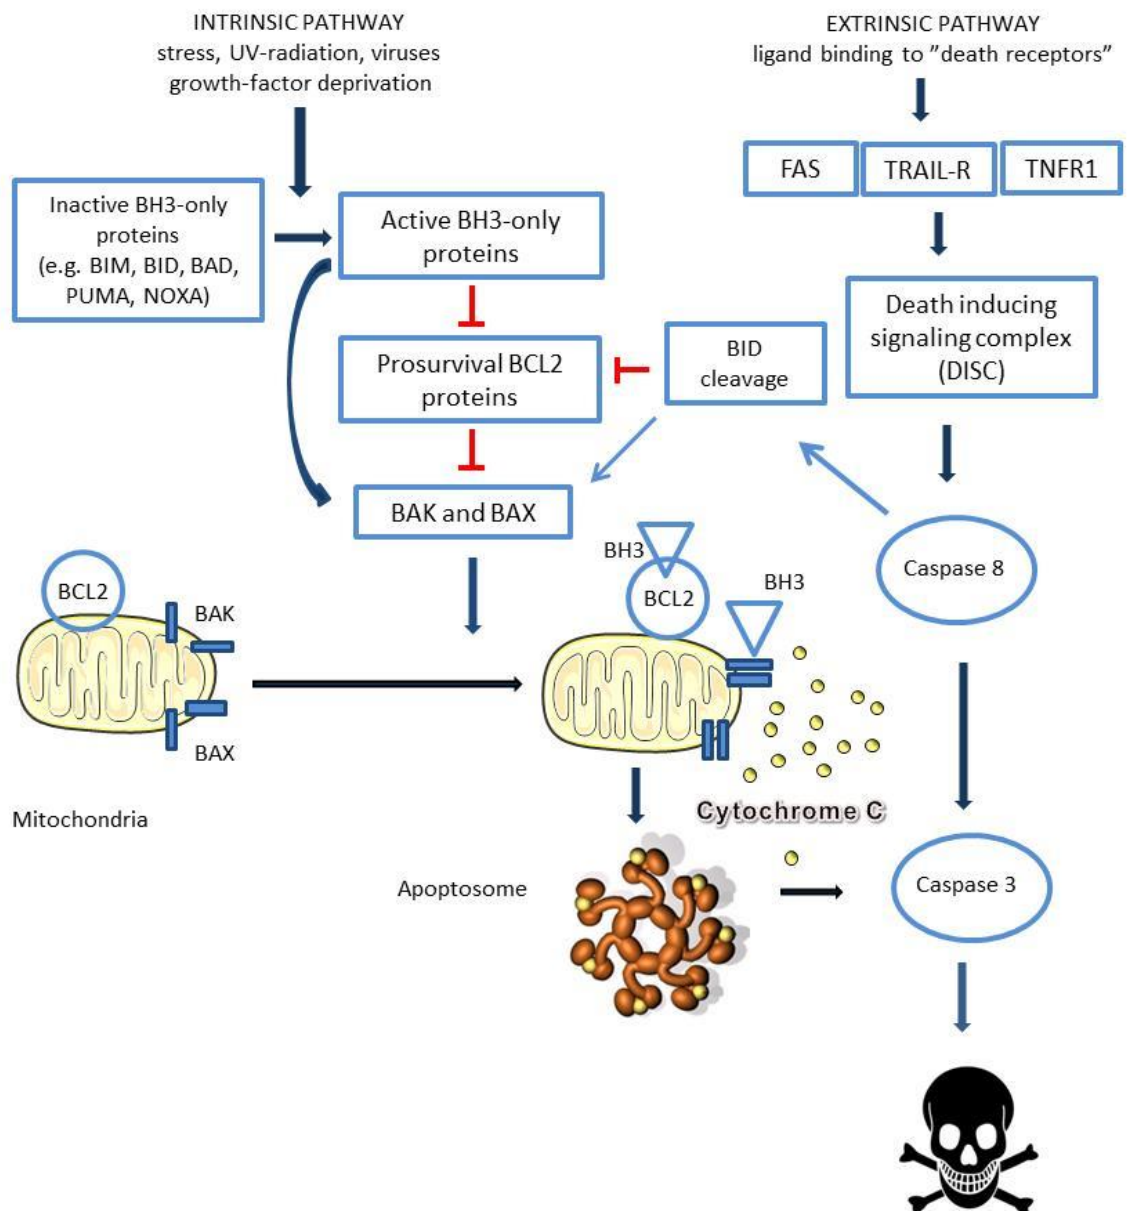 INTRINSIC PATHWAY
stress, UV-radiation, viruses
growth-factor deprivation
EXTRINSIC PATHWAY
ligand binding to ”death receptors”
FAS
TRAIL-R
TNFR1
Inactive BH3-only
proteins
(e.g. BIM, BID, BAD,
PUMA, NOXA)
Active BH3-only
proteins
Death inducing
signaling complex
(DISC)
Prosurvival BCL2
proteins
BID
cleavage
BAK and BAX
Caspase 8
BCL2
BAK
BAX
BH3
BCL2
BH3
Mitochondria
Cytochrome C
Apoptosome
Caspase 3